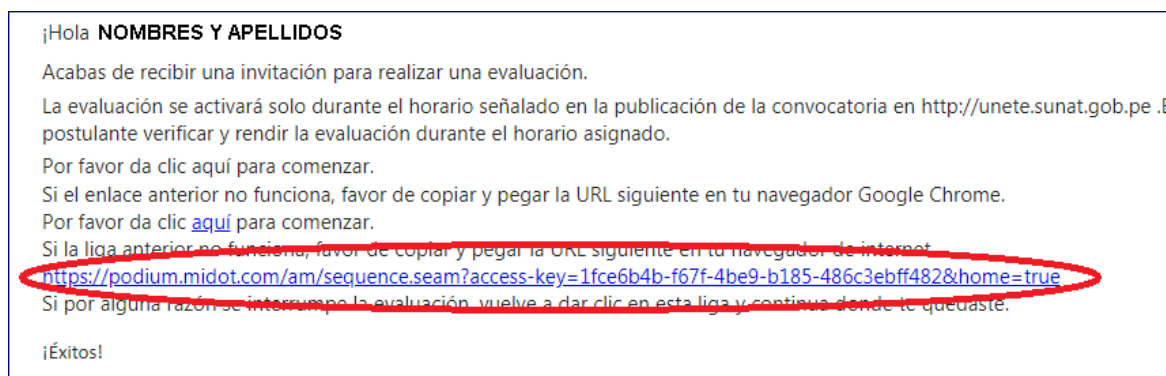 ¡Hola NOMBRES Y APELLIDOS
Acabas de recibir una invitación para realizar una evaluación.
La evaluación se activará solo durante el horario señalado en la publicación de la convocatoria en http://unete.sunat.gob.pe .E
postulante verificar y rendir la evaluación durante el horario asignado.
Por favor da clic aquí para comenzar.
Si el enlace anterior no funciona, favor de copiar y pegar la URL siguiente en tu navegador Google Chrome.
Por favor da clic aquí para comenzar.
Si la liga anterior no funciona, favor de copiar y pegar la URL siguiente en tu navegador de internet
https://podium.midot.com/am/sequence.seam?access-key=1fce6b4b-f67f-4be9-b185-486c3ebff482&home=true
Si por alguna razón se interrumpe la evaluación, vuelve a dar clic en esta liga y continua donde te quedaste.
¡Éxitos!